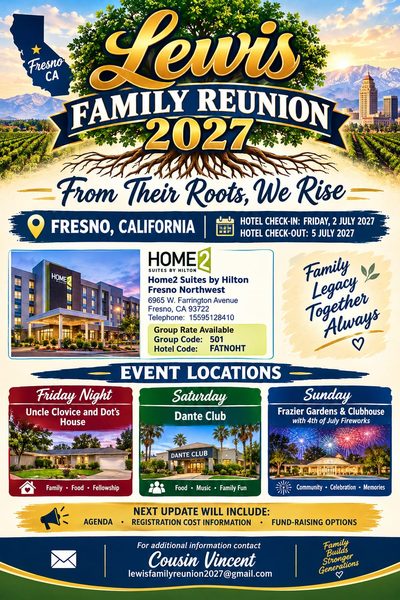 Fresno
CA
Lewis
FAMILY REUNION
2027
From Their Roots, We Rise
FRESNO, CALIFORNIA
HOTEL CHECK-IN: FRIDAY, 2 JULY 2027
HOTEL CHECK-OUT: 5 JULY 2027
HOME2
HOME2
SUITES BY HILTON
Home2 Suites by Hilton
Fresno Northwest
6965 W. Farrington Avenue
Fresno, CA 93722
Telephone: 15595128410
Group Rate Available
Group Code: 501
Hotel Code: FATNOHT
Family
Legacy
Together
Always
EVENT LOCATIONS
Friday Night
Uncle Clovice and Dot's
House
Family • Food • Fellowship
Saturday
Dante Club
DANTE CLUB
Food • Music • Family Fun
Sunday
Frazier Gardens & Clubhouse
with 4th of July Fireworks
Community • Celebration • Memories
NEXT UPDATE WILL INCLUDE:
AGENDA • REGISTRATION COST INFORMATION • FUND-RAISING OPTIONS
For additional information contact
Cousin Vincent
lewisfamilyreunion2027@gmail.com
Family
Builds
Stronger
Generations